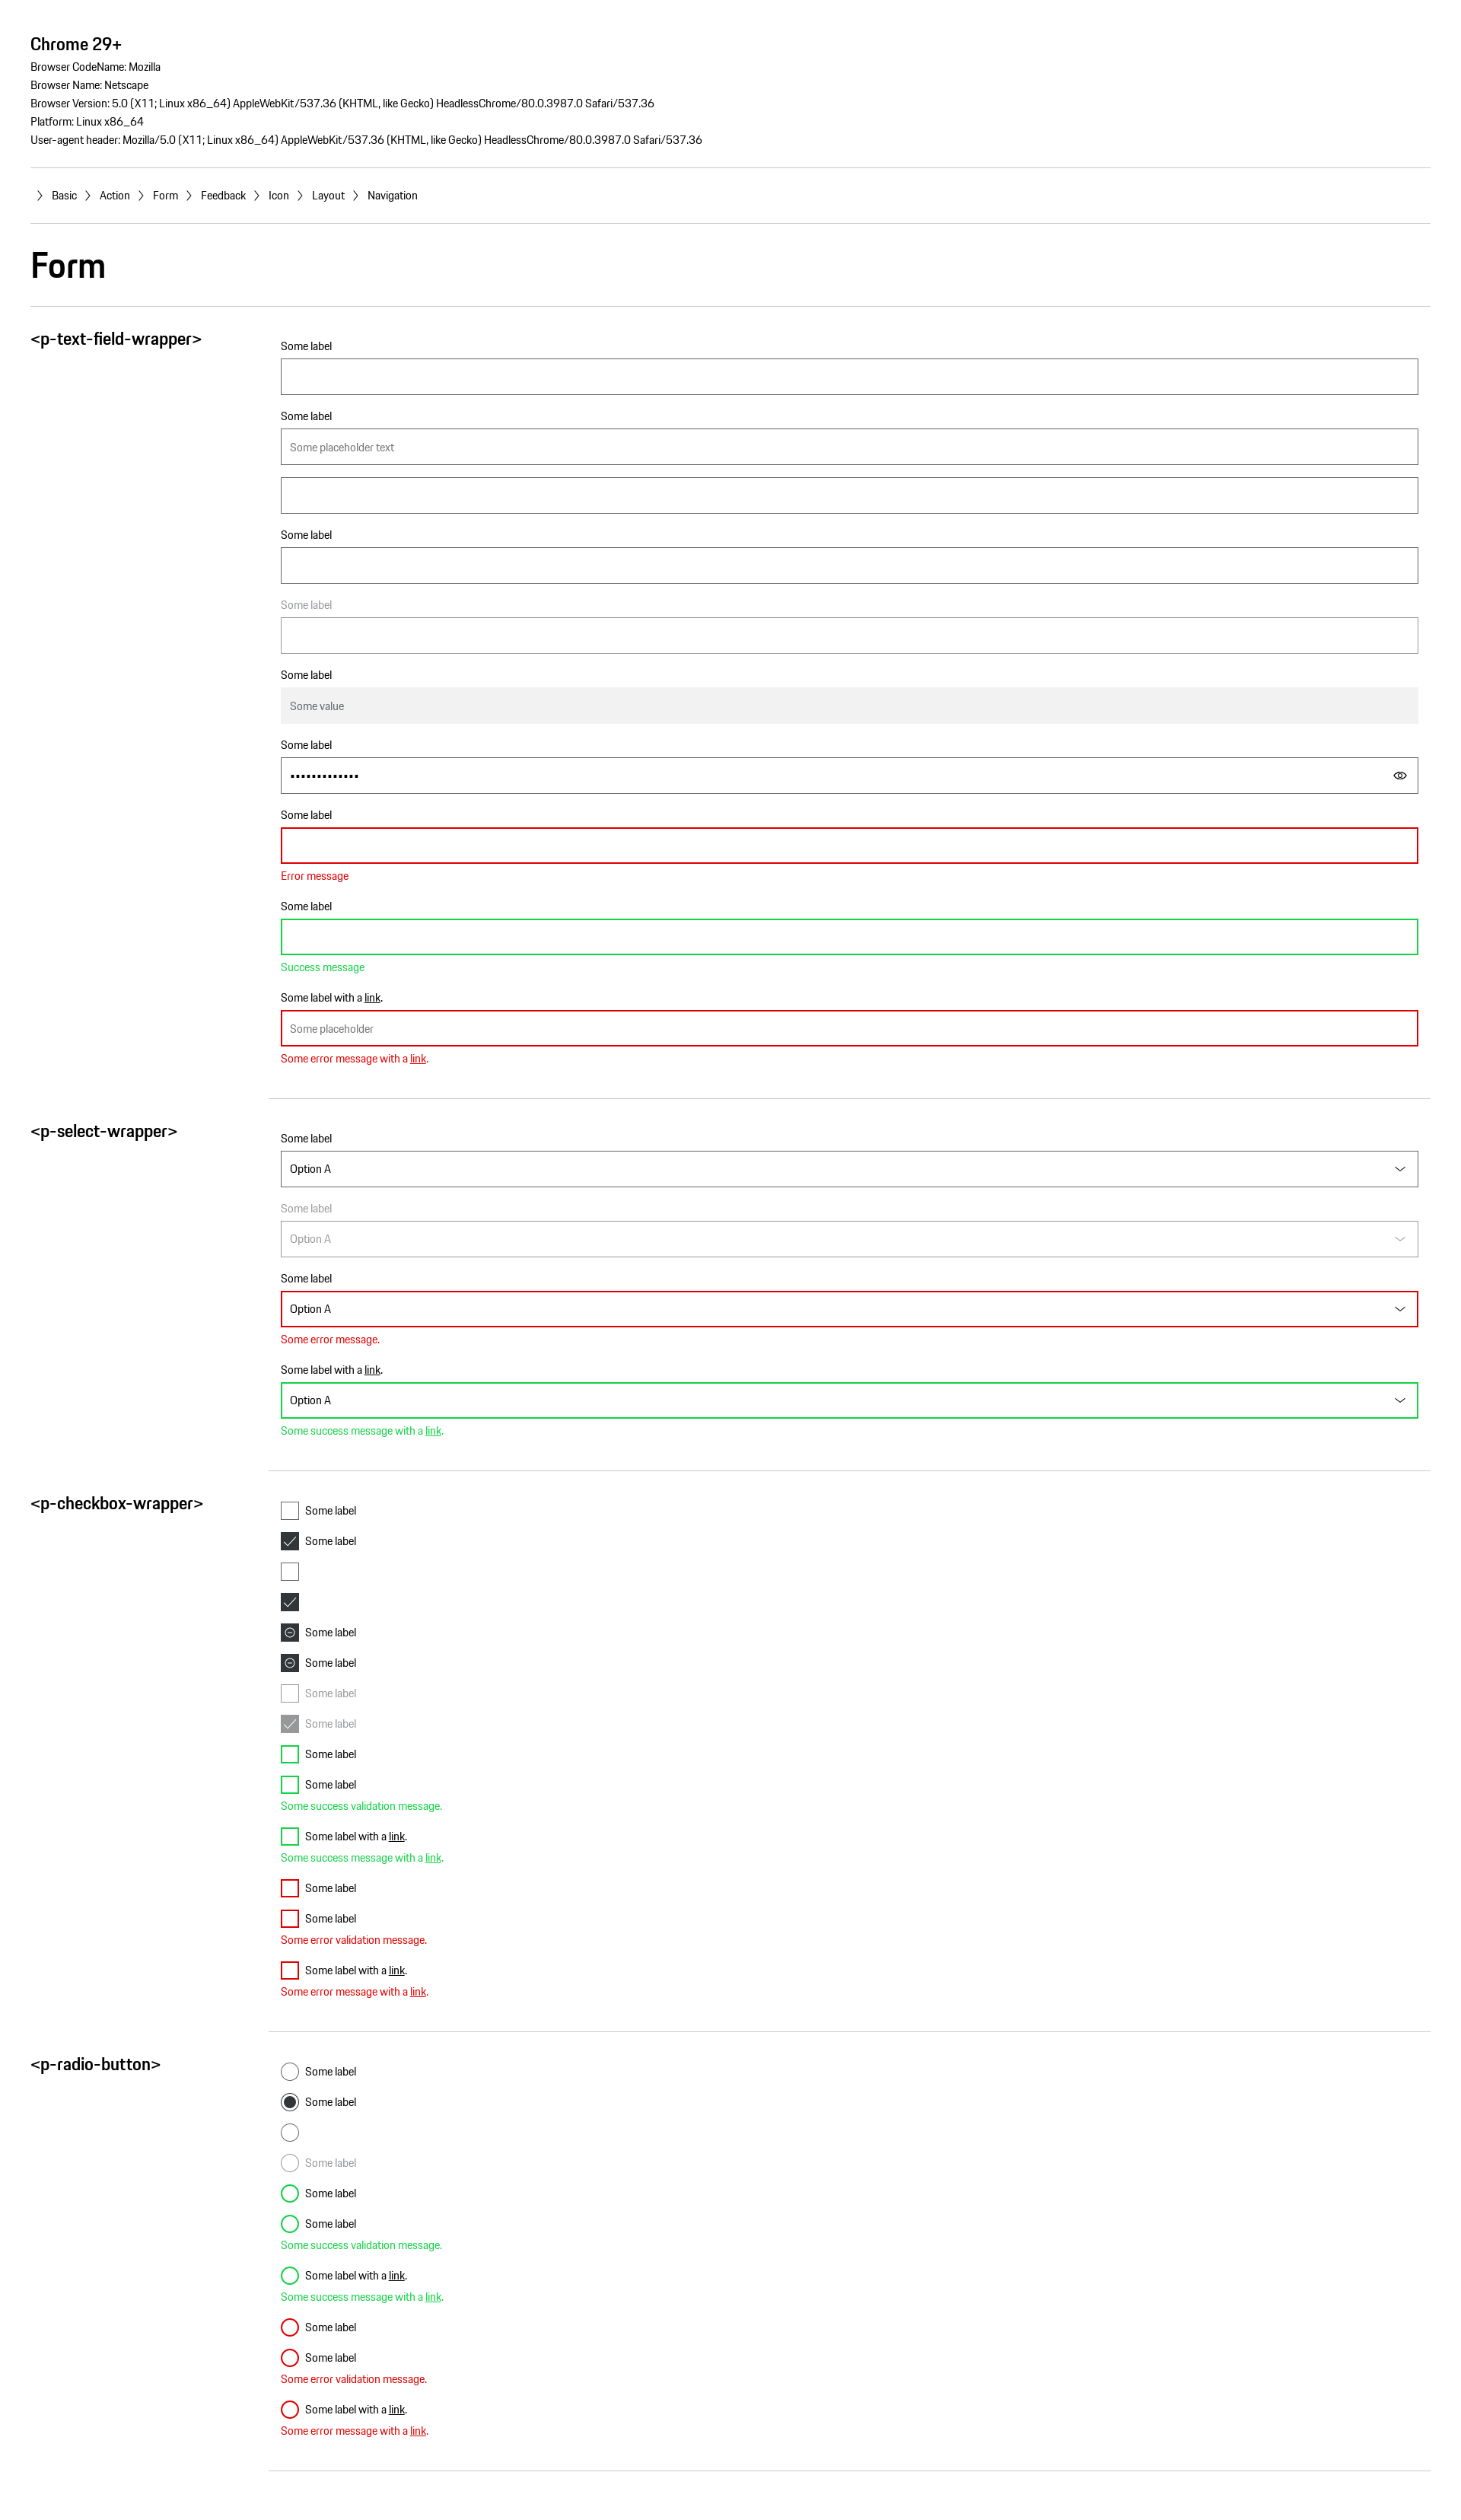 Chrome 29+
Browser CodeName: Mozilla
Browser Name: Netscape
Browser Version: 5.0 (X11; Linux x86_64) AppleWebKit/537.36 (KHTML, like Gecko) HeadlessChrome/80.0.3987.0 Safari/537.36
Platform: Linux x86_64
User-agent header: Mozilla/5.0 (X11; Linux x86_64) AppleWebKit/537.36 (KHTML, like Gecko) HeadlessChrome/80.0.3987.0 Safari/537.36
Basic Action Form Feedback Icon Layout Navigation
Form
<p-text-field-wrapper>
Some label
Some label
Some placeholder text
Some label
Some label
Some label
Some value
Some label
Some label
Error message
Some label
Success message
Some label with a link.
Some placeholder
Some error message with a link.
<p-select-wrapper>
Some label
Option A
Some label
Option A
Some label
Option A
Some error message.
Some label with a link.
Option A
Some success message with a link.
<p-checkbox-wrapper>
Some label
Some label
Some label
Some label
Some label
Some label
Some label
Some label
Some success validation message.
Some label with a link.
Some success message with a link.
Some label
Some label
Some error validation message.
Some label with a link.
Some error message with a link.
<p-radio-button>
Some label
Some label
Some label
Some label
Some label
Some success validation message.
Some label with a link.
Some success message with a link.
Some label
Some label
Some error validation message.
Some label with a link.
Some error message with a link.